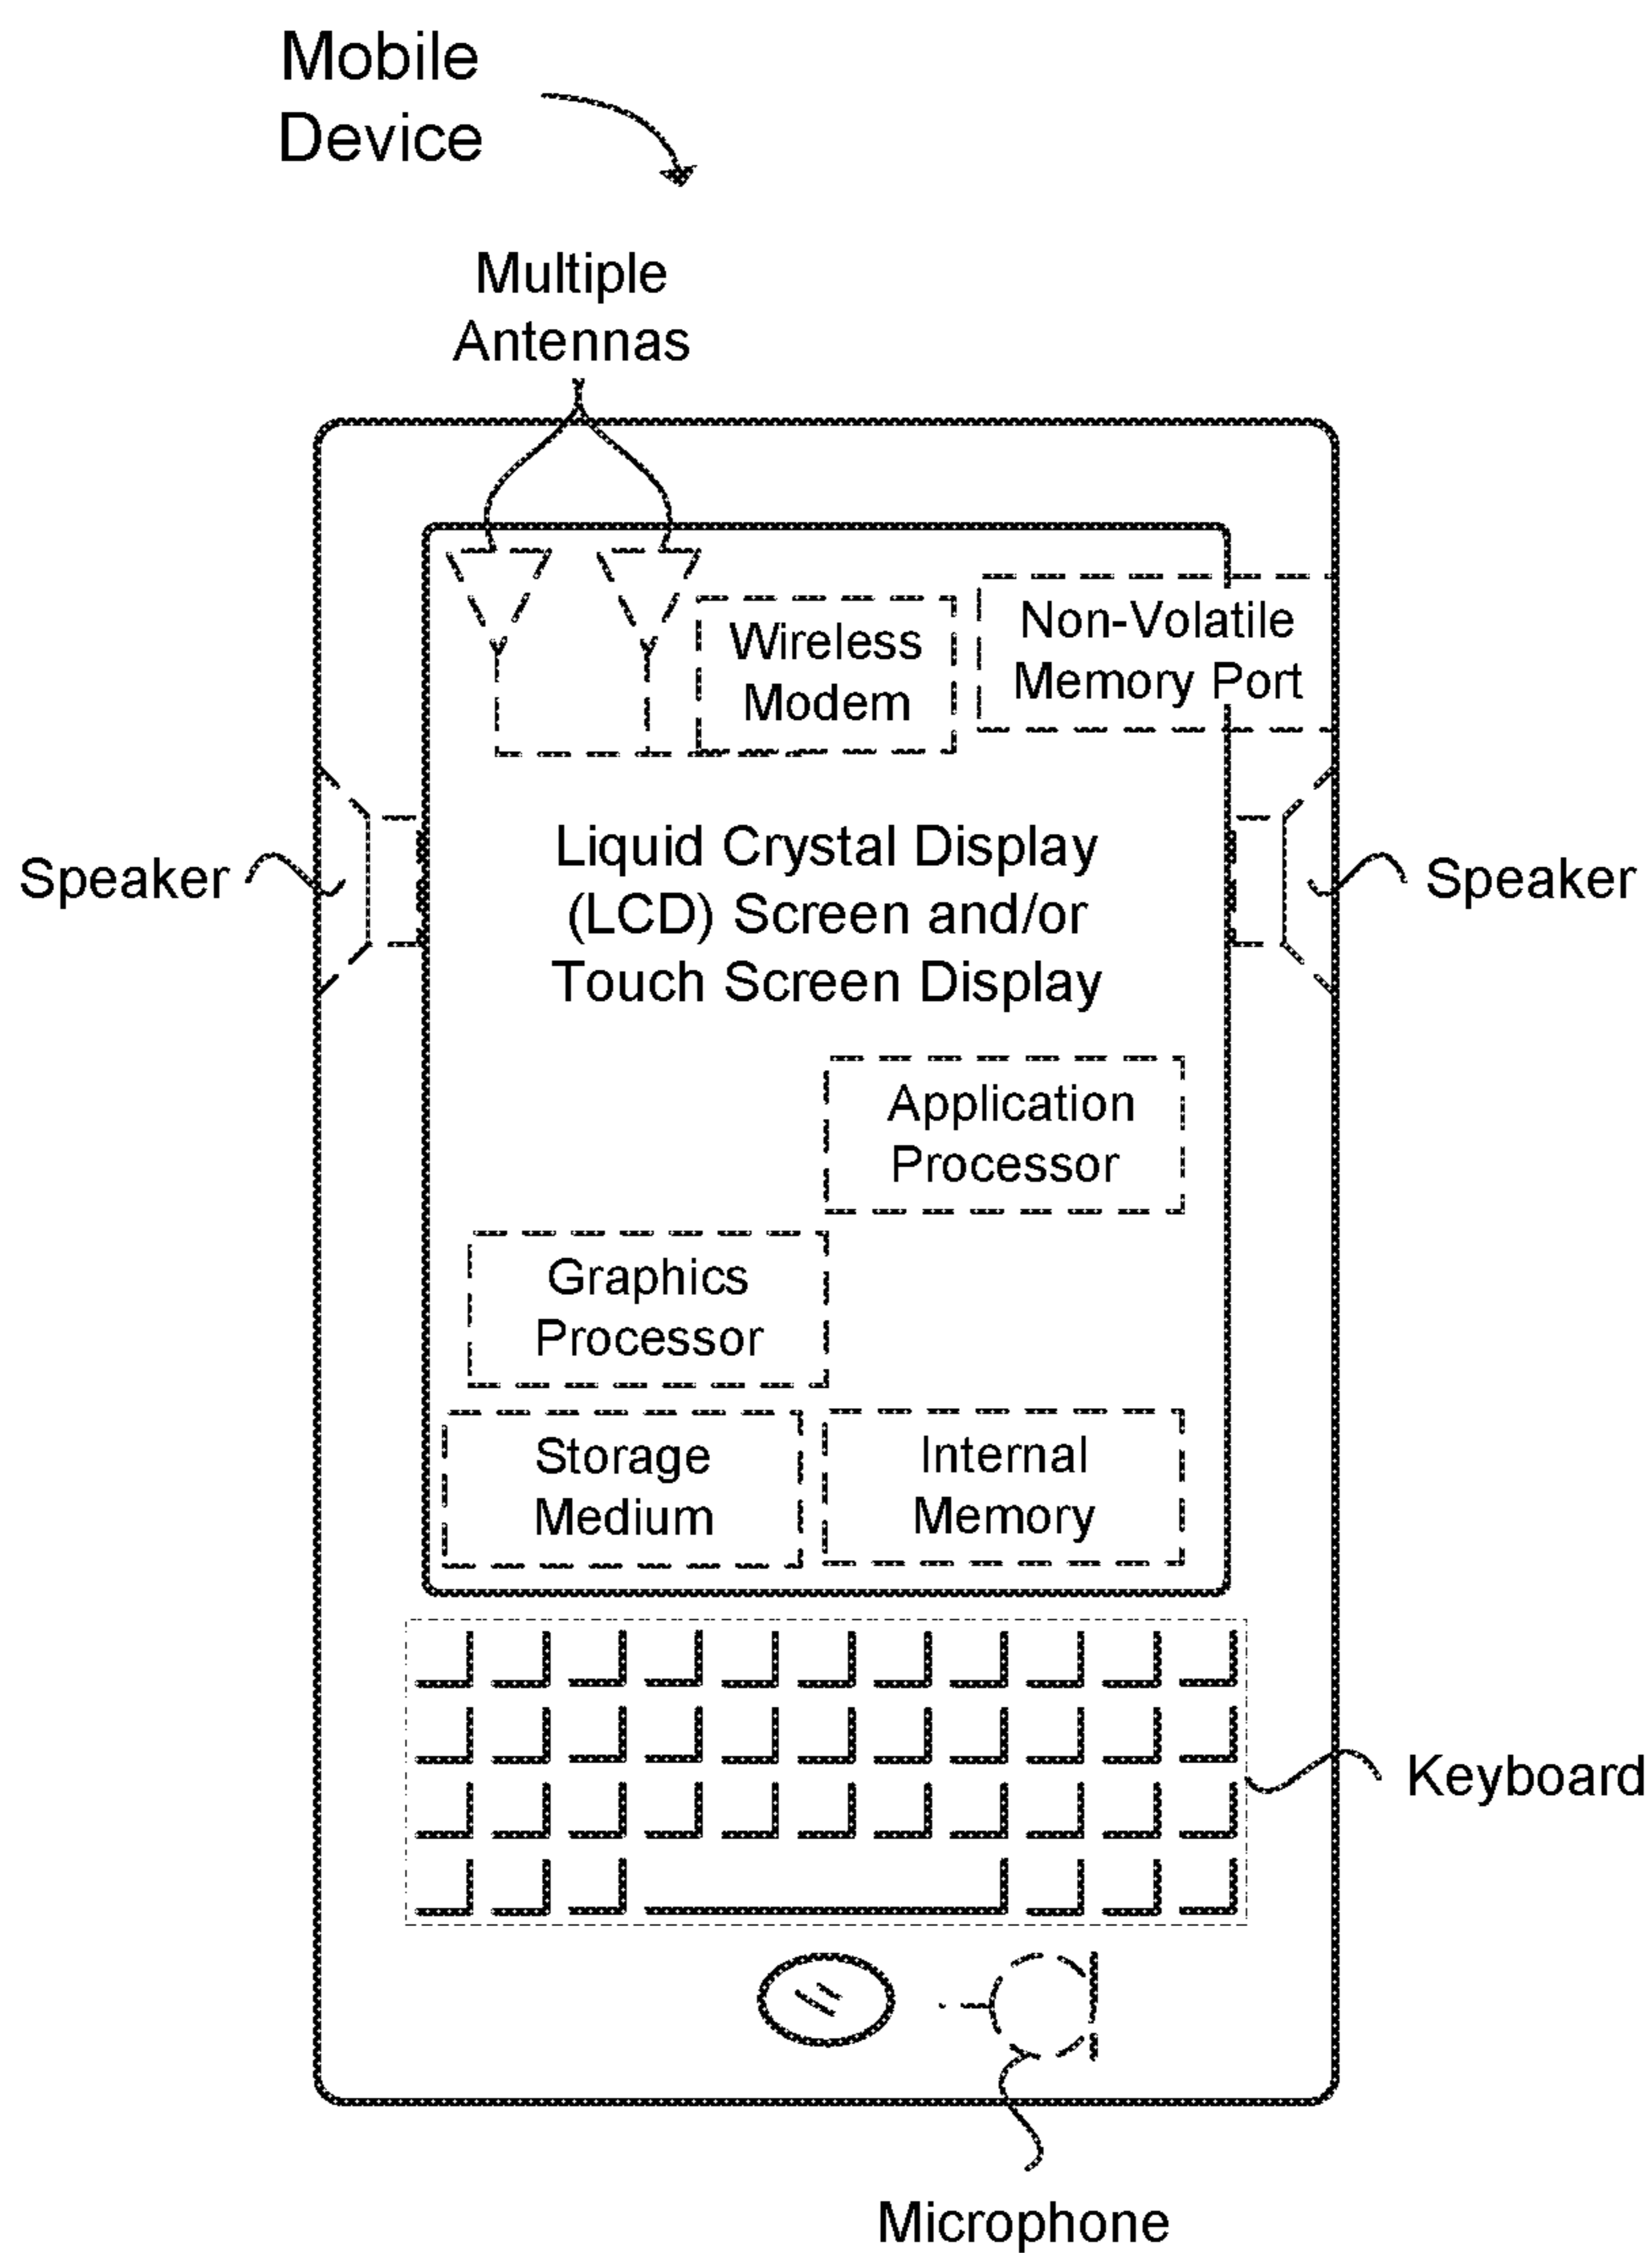 Mobile
Device
Multiple
Antennas
Wireless
Modem
Non-Volatile
Memory Port
Speaker
Liquid Crystal Display
(LCD) Screen and/or
Touch Screen Display
Speaker
Application
Processor
Graphics
Processor
Storage
Medium
Internal
Memory
Keyboard
Microphone